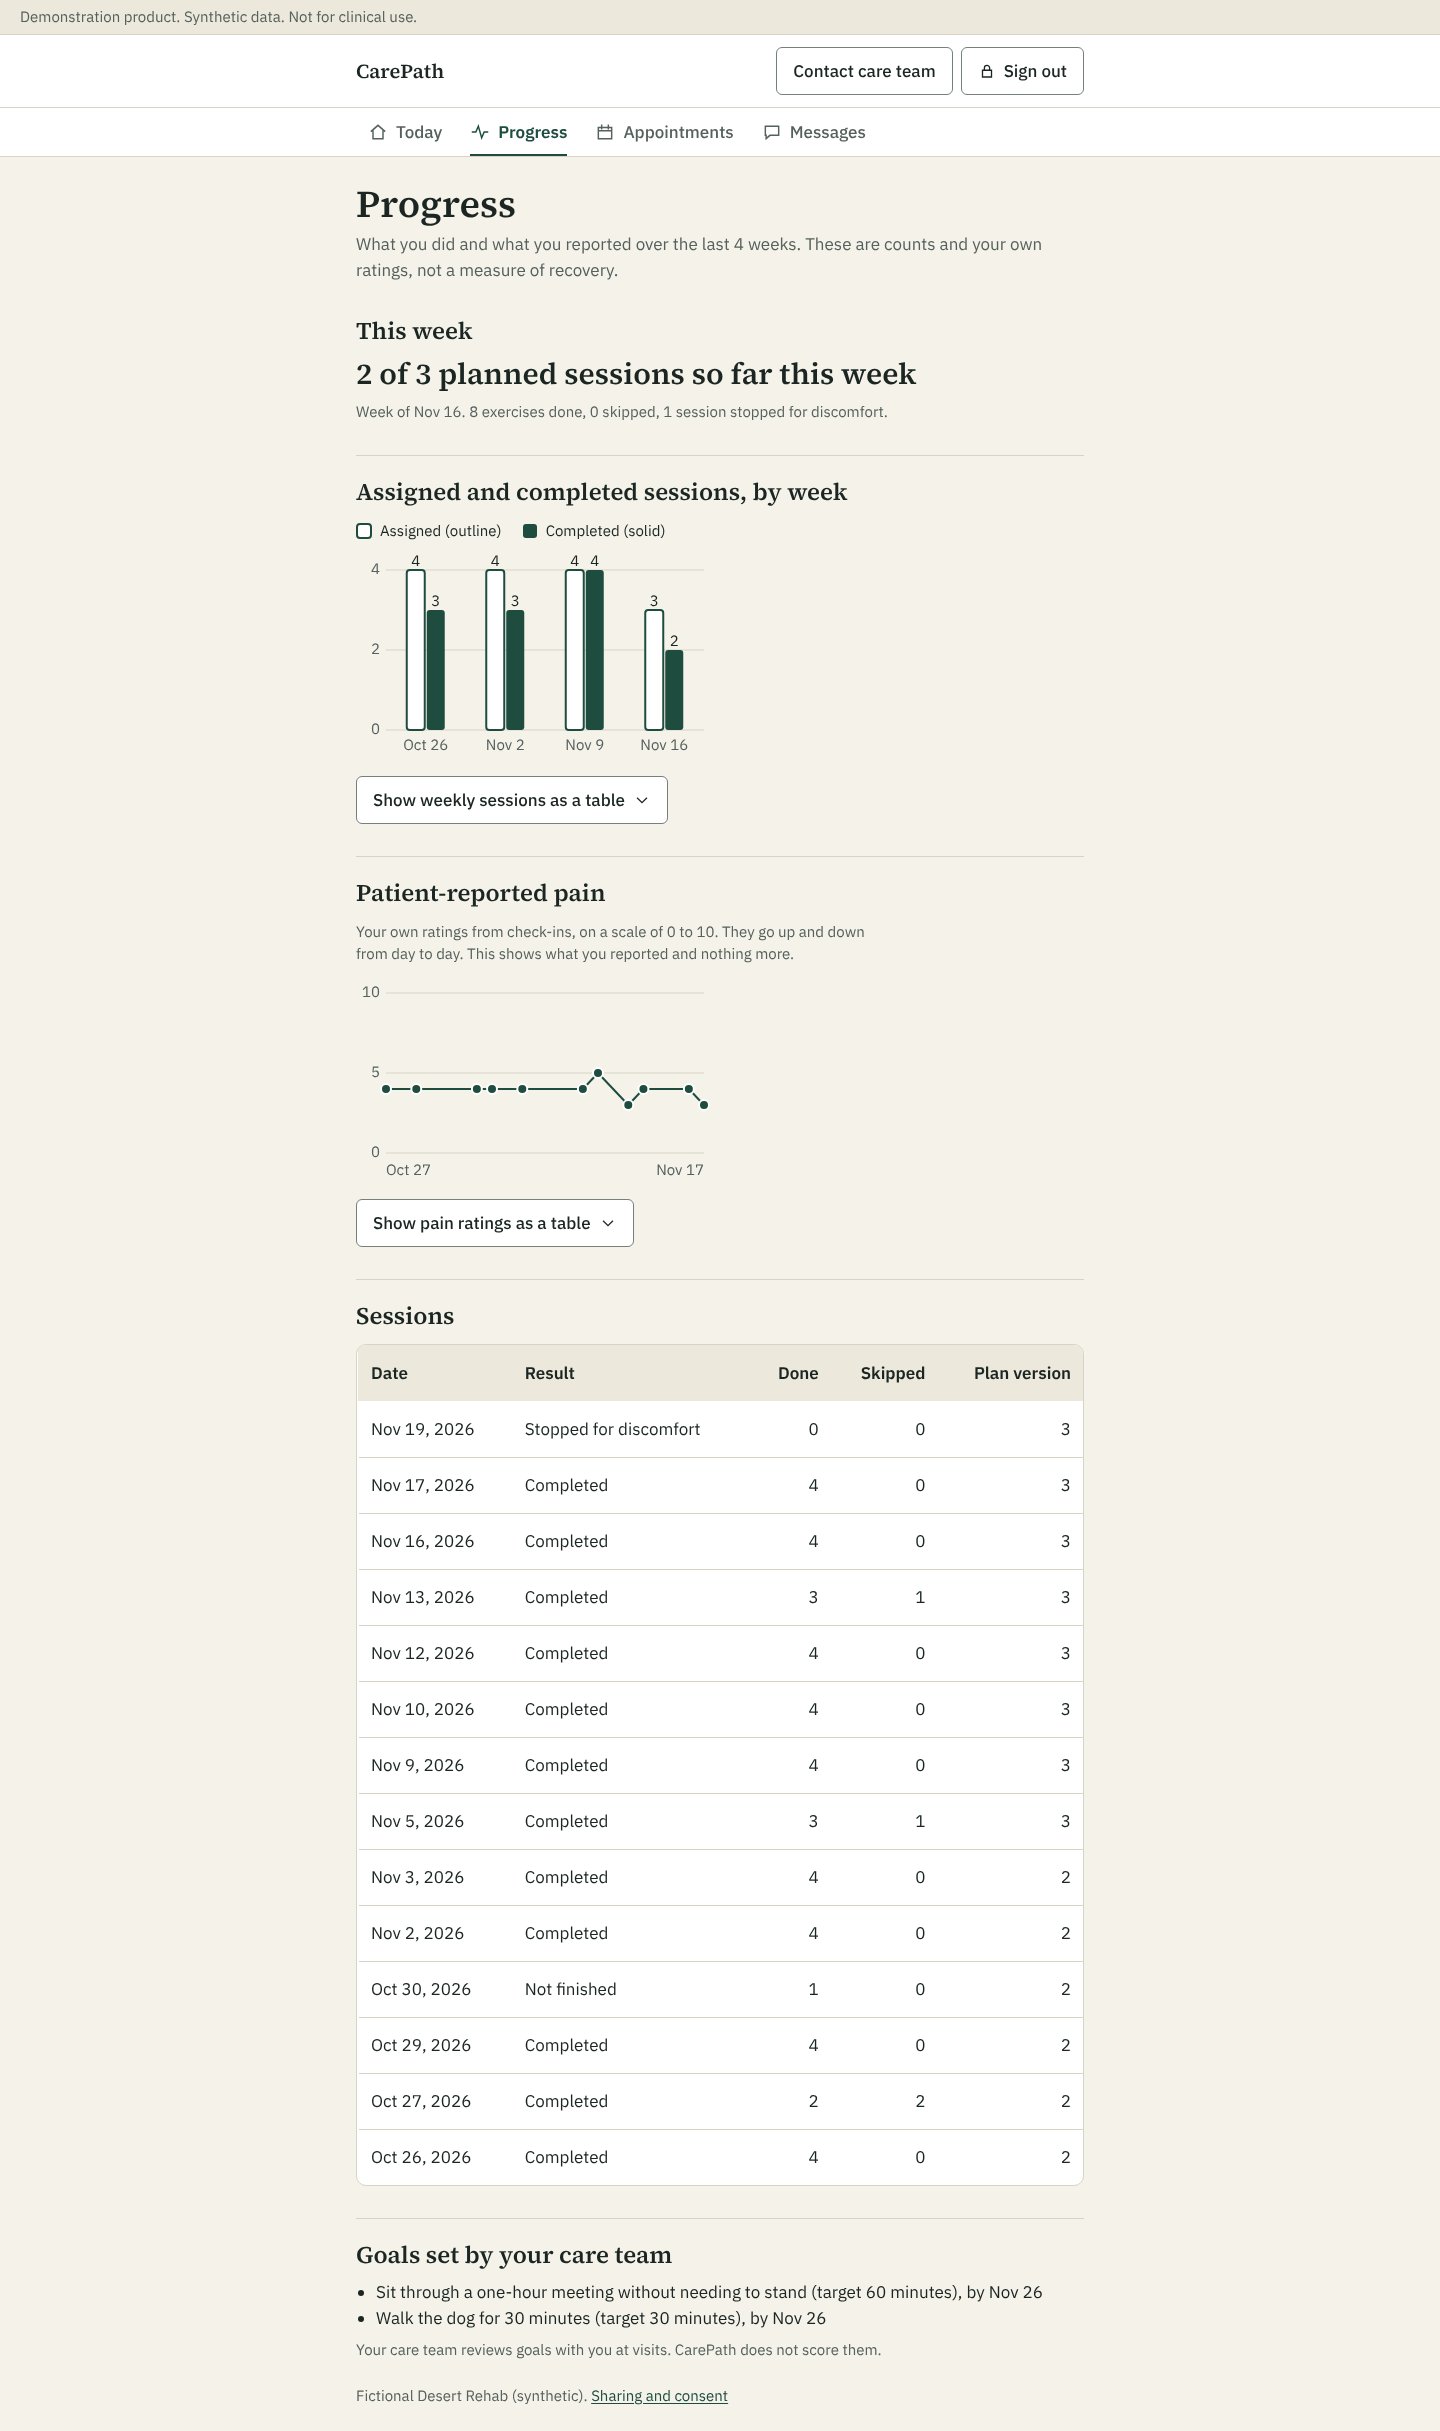 Demonstration product. Synthetic data. Not for clinical use.
CarePath
Contact care team
Sign out
Today
Progress
Appointments
Messages
Progress
What you did and what you reported over the last 4 weeks. These are counts and your own
ratings, not a measure of recovery.
This week
2 of 3 planned sessions so far this week
Week of Nov 16. 8 exercises done, 0 skipped, 1 session stopped for discomfort.
Assigned and completed sessions, by week
Assigned (outline) Completed (solid)
4 4 4 4
4
3 3 3
2
2
0
Oct 26 Nov 2 Nov 9 Nov 16
Show weekly sessions as a table
Patient-reported pain
Your own ratings from check-ins, on a scale of 0 to 10. They go up and down
from day to day. This shows what you reported and nothing more.
10
5
0
Oct 27 Nov 17
Show pain ratings as a table
Sessions
Date Result Done Skipped Plan version
Nov 19, 2026 Stopped for discomfort 0 0 3
Nov 17, 2026 Completed 4 0 3
Nov 16, 2026 Completed 4 0 3
Nov 13, 2026 Completed 3 1 3
Nov 12, 2026 Completed 4 0 3
Nov 10, 2026 Completed 4 0 3
Nov 9, 2026 Completed 4 0 3
Nov 5, 2026 Completed 3 1 3
Nov 3, 2026 Completed 4 0 2
Nov 2, 2026 Completed 4 0 2
Oct 30, 2026 Not finished 1 0 2
Oct 29, 2026 Completed 4 0 2
Oct 27, 2026 Completed 2 2 2
Oct 26, 2026 Completed 4 0 2
Goals set by your care team
• Sit through a one-hour meeting without needing to stand (target 60 minutes), by Nov 26
• Walk the dog for 30 minutes (target 30 minutes), by Nov 26
Your care team reviews goals with you at visits. CarePath does not score them.
Fictional Desert Rehab (synthetic). Sharing and consent